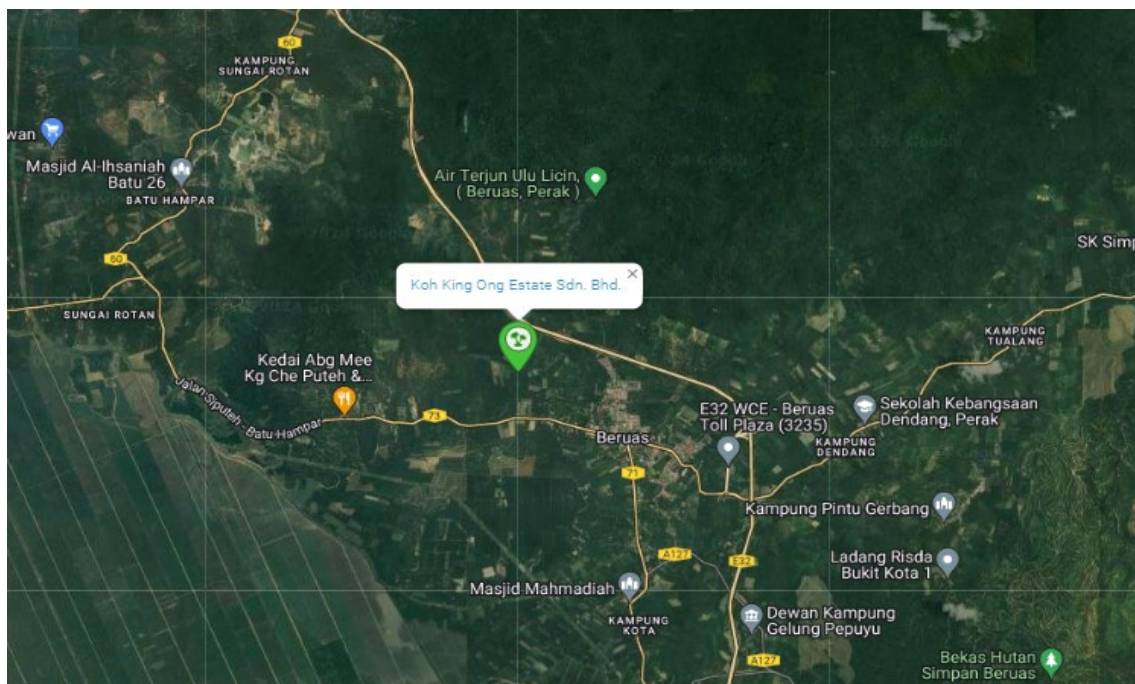 60
KAMPUNG
SUNGAI ROTAN
wan
Masjid Al-Ihsaniah
Batu 26
BATU HAMPAR
Air Terjun Ulu Licin,
( Beruas, Perak )
SK Simp
60
Koh King Ong Estate Sdn. Bhd.
SUNGAI ROTAN
KAMPUNG
TUALANG
Kedai Abg Mee
Kg Che Puteh &...
Jalan Siputeh - Batu Hampar
73
Beruas
E32 WCE - Beruas
Toll Plaza (3235)
Sekolah Kebangsaan
Dendang, Perak
KAMPUNG
DENDANG
71
Kampung Pintu Gerbang
A127
E32
Ladang Risda
Bukit Kota 1
Masjid Mahmadiah
KAMPUNG
KOTA
Dewan Kampung
Gelung Pepuyu
A127
Bekas Hutan
Simpan Beruas